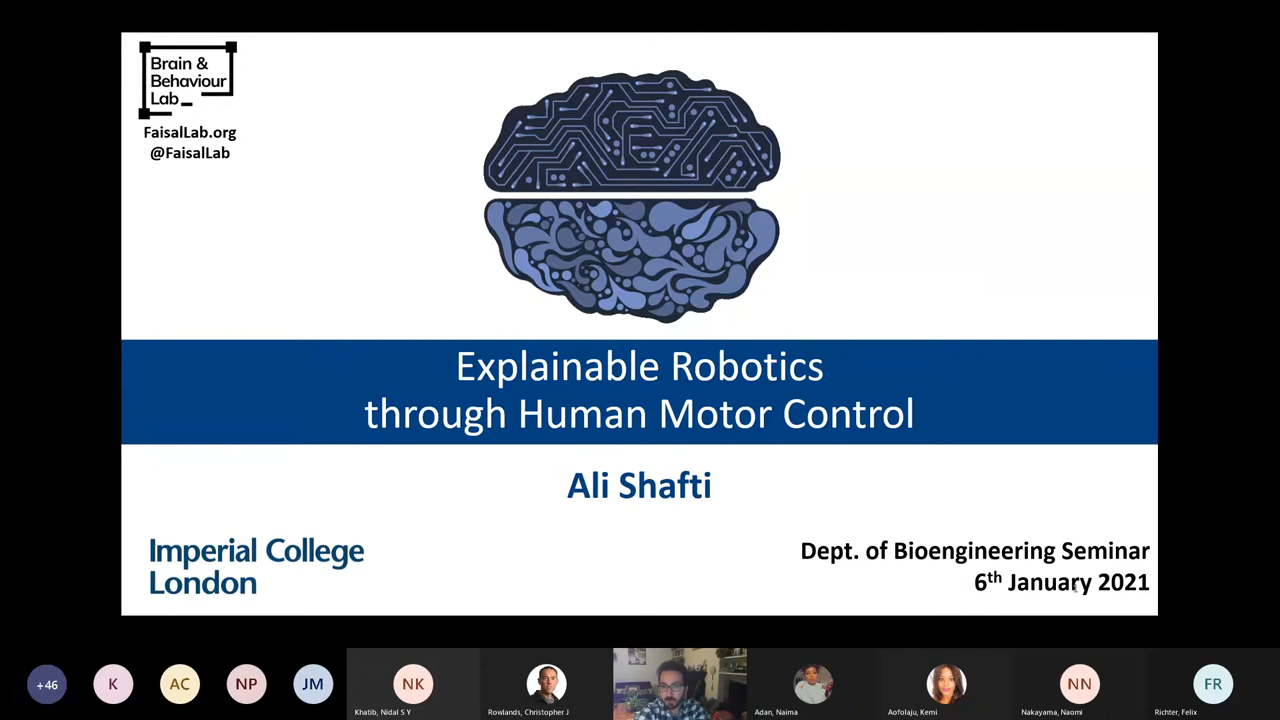 Brain &
Behaviour
Lab_
FaisalLab.org
@FaisalLab
Explainable Robotics
through Human Motor Control
Ali Shafti
Imperial College
London
Dept. of Bioengineering Seminar
6th January 2021
+46
K
AC
NP
JM
NK
NN
FR
Khatib, Nidal S Y
Rowlands, Christopher J
Adan, Naima
Aofolaju, Kemi
Nakayama, Naomi
Richter, Felix